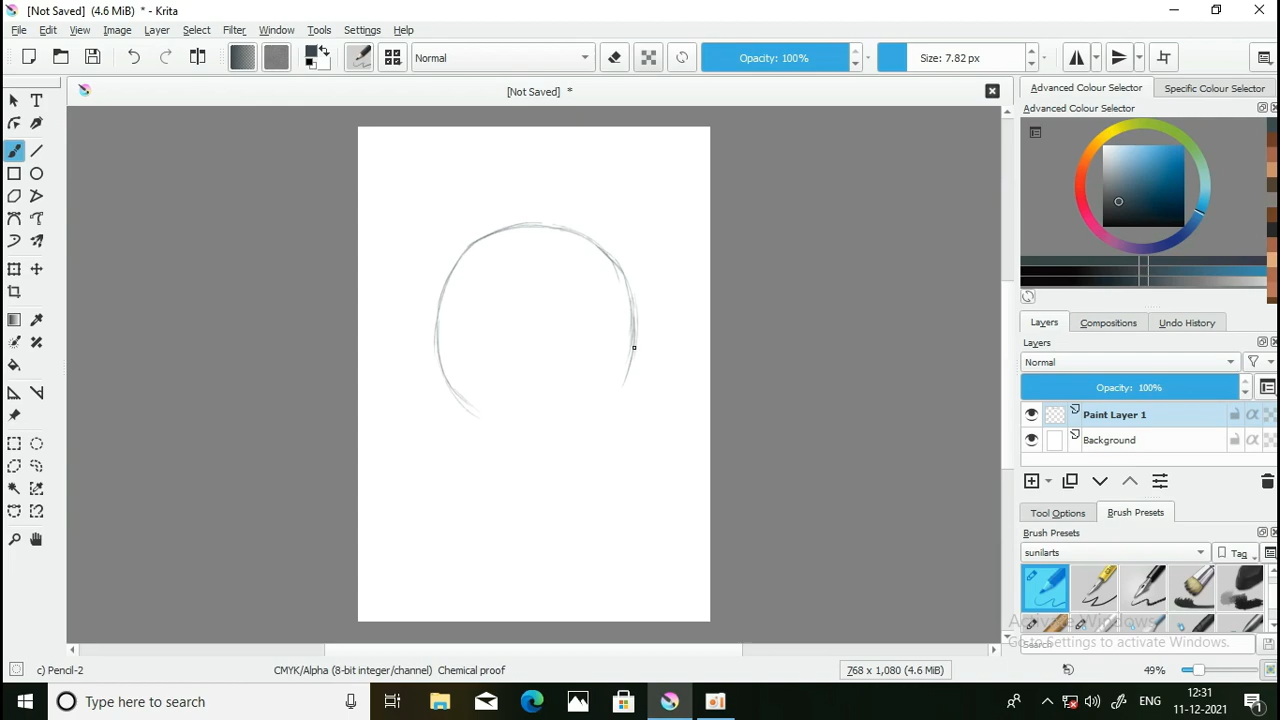 [Not Saved] (4.6 MiB) * - Krita
File Edit View Image Layer Select Filter Window Tools Settings Help
Normal
Opacity: 100%
Size: 7.82 px
[Not Saved] *
Advanced Colour Selector
Specific Colour Selector
Advanced Colour Selector
Layers
Compositions
Undo History
Layers
Normal
Opacity: 100%
Paint Layer 1
Background
Tool Options
Brush Presets
Brush Presets
sunilarts
Tag
Activate Windows
Go to Settings to activate Windows.
Search
c) Pencil-2
CMYK/Alpha (8-bit integer/channel) Chemical proof
768 x 1,080 (4.6 MiB)
49%
Type here to search
ENG
12:31
11-12-2021
1